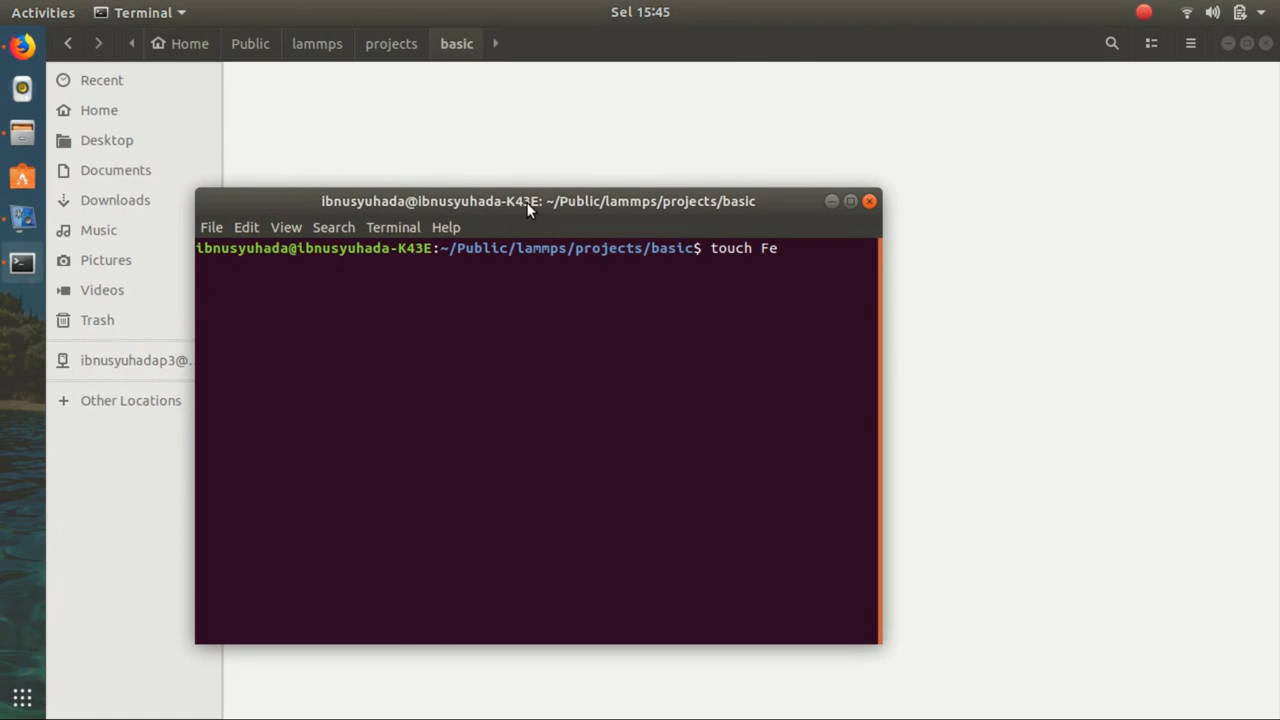 Activities Terminal Sel 15:45
Home Public lammps projects basic
Recent
Home
Desktop
Documents
Downloads
Music
Pictures
Videos
Trash
ibnusyuhadap3@...
Other Locations
ibnusyuhada@ibnusyuhada-K43E: ~/Public/lammps/projects/basic
File Edit View Search Terminal Help
ibnusyuhada@ibnusyuhada-K43E:~/Public/lammps/projects/basic$ touch Fe